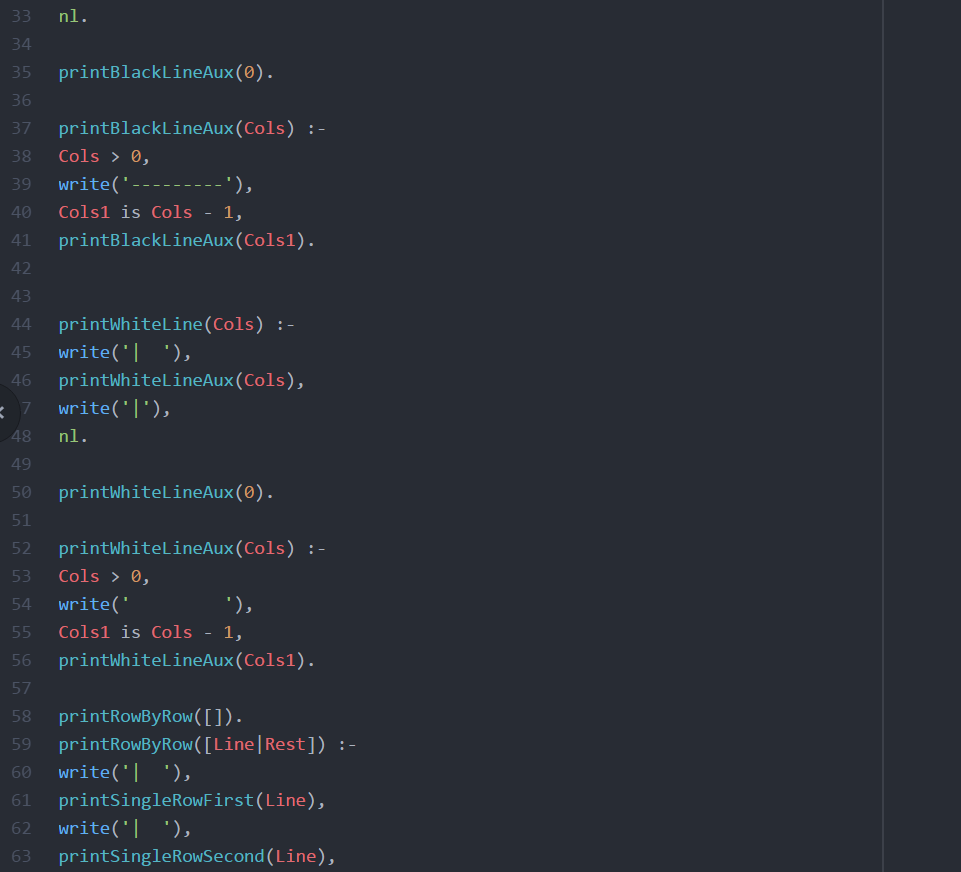 33 nl.
34
35 printBlackLineAux(0).
36
37 printBlackLineAux(Cols) :-
38 Cols > 0,
39 write('---------'),
40 Cols1 is Cols - 1,
41 printBlackLineAux(Cols1).
42
43
44 printWhiteLine(Cols) :-
45 write('|  '),
46 printWhiteLineAux(Cols),
7 write('|'),
48 nl.
49
50 printWhiteLineAux(0).
51
52 printWhiteLineAux(Cols) :-
53 Cols > 0,
54 write('         '),
55 Cols1 is Cols - 1,
56 printWhiteLineAux(Cols1).
57
58 printRowByRow([]).
59 printRowByRow([Line|Rest]) :-
60 write('|  '),
61 printSingleRowFirst(Line),
62 write('|  '),
63 printSingleRowSecond(Line),